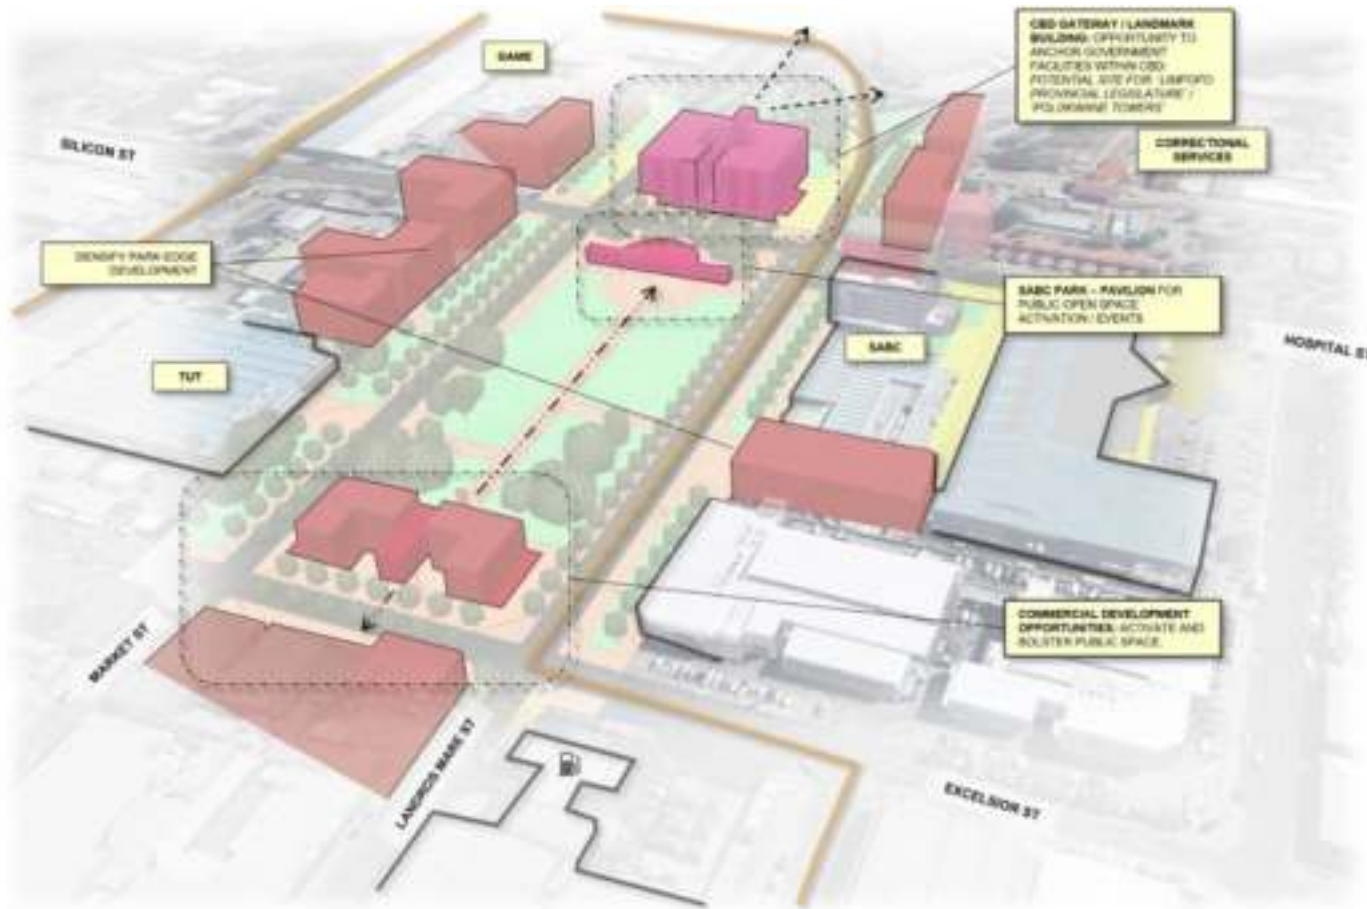 GAME
CBD GATEWAY / LANDMARK
BUILDING: OPPORTUNITY TO
ANCHOR GOVERNMENT
FACILITIES WITHIN CBD:
POTENTIAL SITE FOR 'LIMPOPO
PROVINCIAL LEGISLATURE' /
'POLOKWANE TOWERS'
SILICON ST
CORRECTIONAL
SERVICES
DENSIFY PARK-EDGE
DEVELOPMENT
SABC PARK – PAVILION FOR
PUBLIC OPEN SPACE
ACTIVATION / EVENTS
SABC
HOSPITAL ST
TUT
COMMERCIAL DEVELOPMENT
OPPORTUNITIES: ACTIVATE AND
BOLSTER PUBLIC SPACE.
MARKET ST
LANDROS MARE ST
EXCELSIOR ST